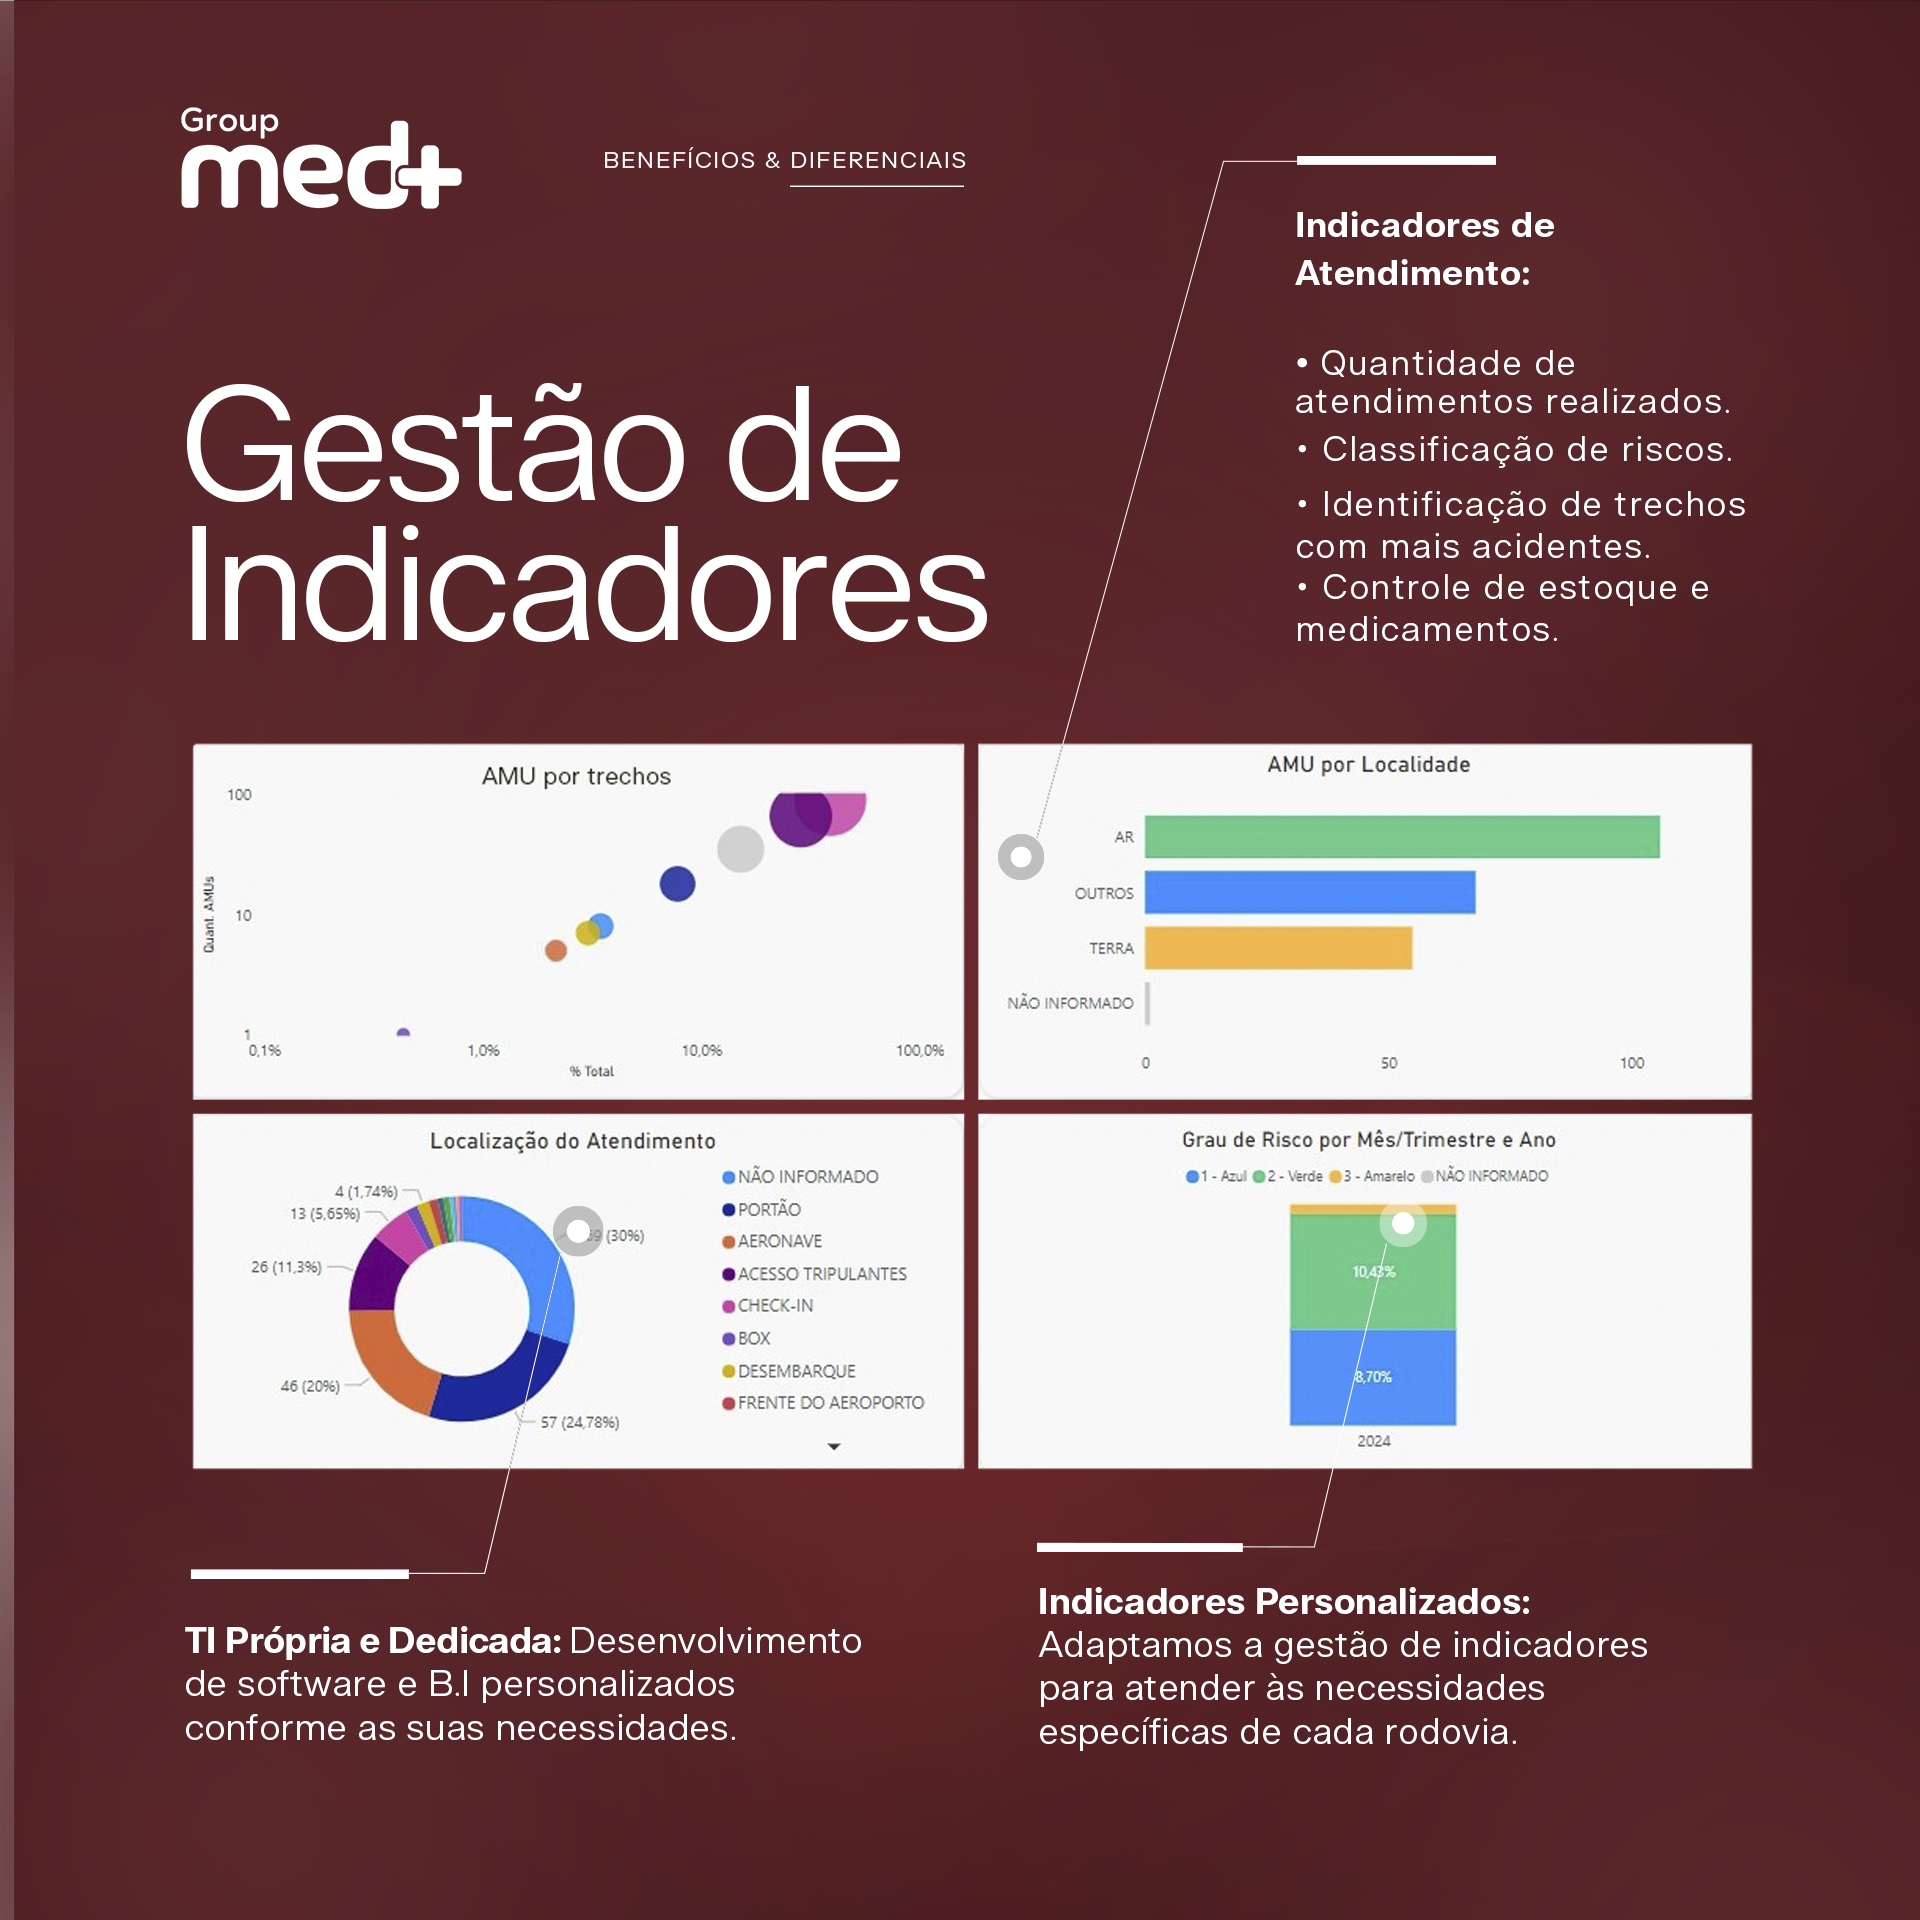 Group
med+
BENEFÍCIOS & DIFERENCIAIS
Gestão de
Indicadores
Indicadores de
Atendimento:
• Quantidade de
atendimentos realizados.
• Classificação de riscos.
• Identificação de trechos
com mais acidentes.
• Controle de estoque e
medicamentos.
AMU por trechos
100
10
1
Quant. AMUs
0,1%
1,0%
10,0%
100,0%
% Total
AMU por Localidade
AR
OUTROS
TERRA
NÃO INFORMADO
0
50
100
Localização do Atendimento
4 (1,74%)
13 (5,65%)
26 (11,3%)
46 (20%)
57 (24,78%)
(30%)
NÃO INFORMADO
PORTÃO
AERONAVE
ACESSO TRIPULANTES
CHECK-IN
BOX
DESEMBARQUE
FRENTE DO AEROPORTO
Grau de Risco por Mês/Trimestre e Ano
1 - Azul 2 - Verde 3 - Amarelo NÃO INFORMADO
10,43%
8,70%
2024
TI Própria e Dedicada: Desenvolvimento
de software e B.I personalizados
conforme as suas necessidades.
Indicadores Personalizados:
Adaptamos a gestão de indicadores
para atender às necessidades
específicas de cada rodovia.